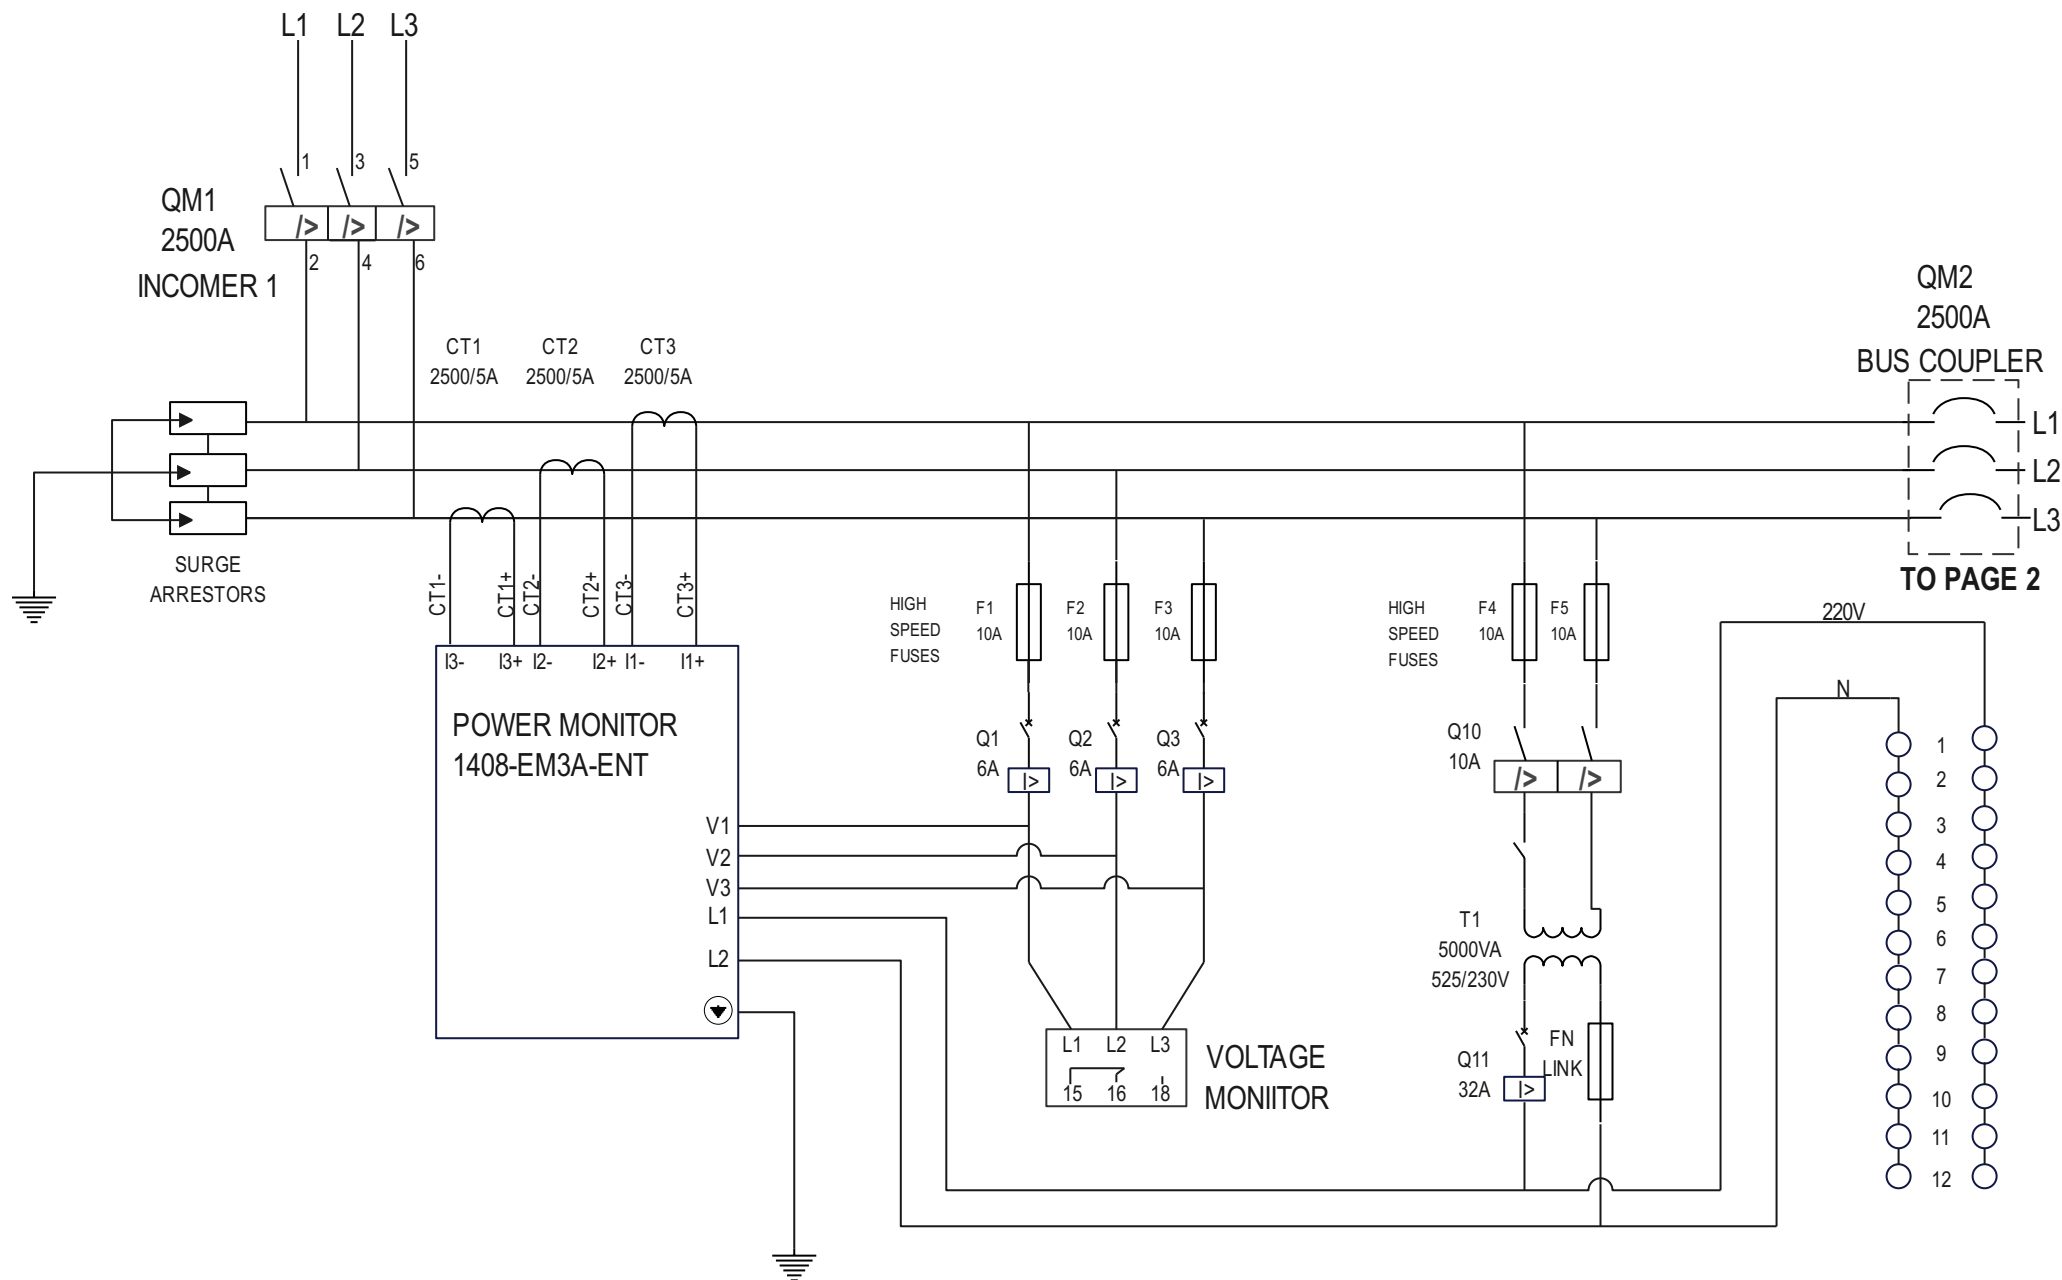 L1 L2 L3
1 3 5
QM1
2500A
INCOMER 1
/> /> />
2 4 6
QM2
2500A
BUS COUPLER
L1
L2
L3
TO PAGE 2
CT1 CT2 CT3
2500/5A 2500/5A 2500/5A
SURGE
ARRESTORS
CT1- CT1+ CT2- CT2+ CT3- CT3+
I3- I3+ I2- I2+ I1- I1+
POWER MONITOR
1408-EM3A-ENT
V1
V2
V3
L1
L2
HIGH
SPEED
FUSES
F1
10A
F2
10A
F3
10A
Q1
6A
I>
Q2
6A
I>
Q3
6A
I>
L1 L2 L3
15 16 18
VOLTAGE
MONIITOR
HIGH
SPEED
FUSES
F4
10A
F5
10A
Q10
10A
/> />
T1
5000VA
525/230V
Q11
32A
I>
FN
LINK
220V
N
1
2
3
4
5
6
7
8
9
10
11
12